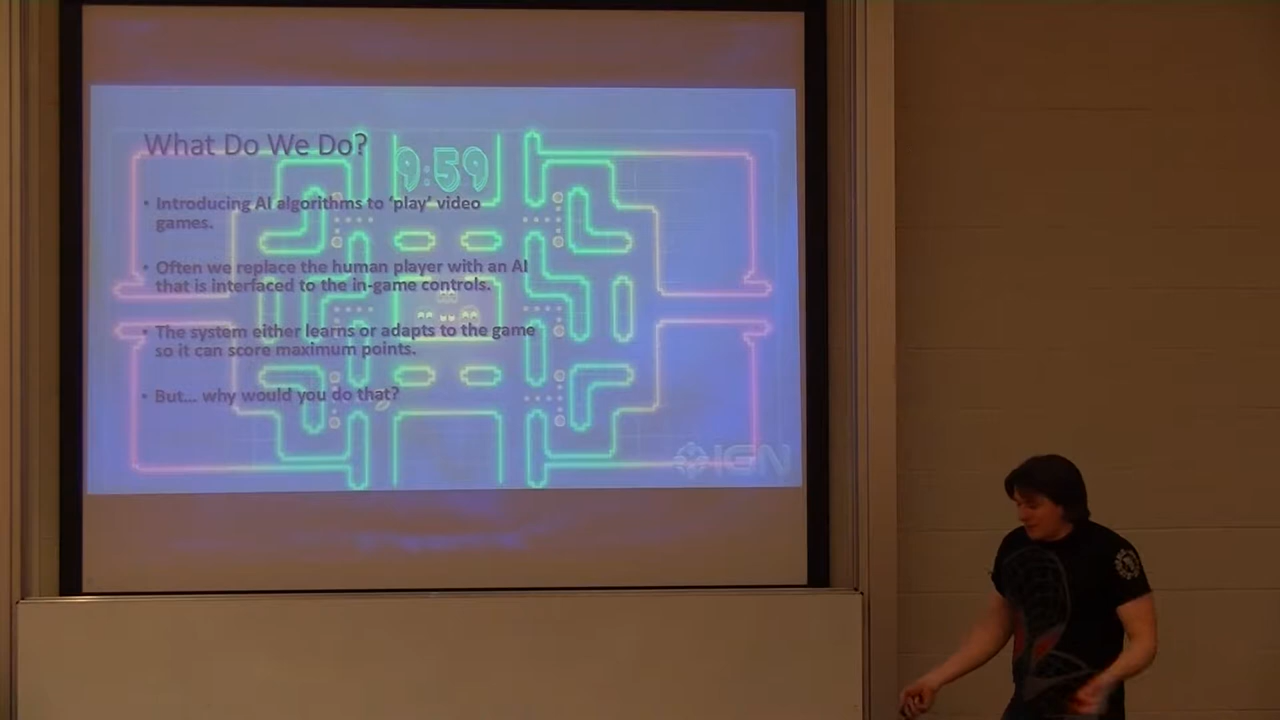 What Do We Do?
9:59
• Introducing AI algorithms to ‘play’ video
games.
• Often we replace the human player with an AI
that is interfaced to the in-game controls.
• The system either learns or adapts to the game
so it can score maximum points.
• But... why would you do that?
IGN